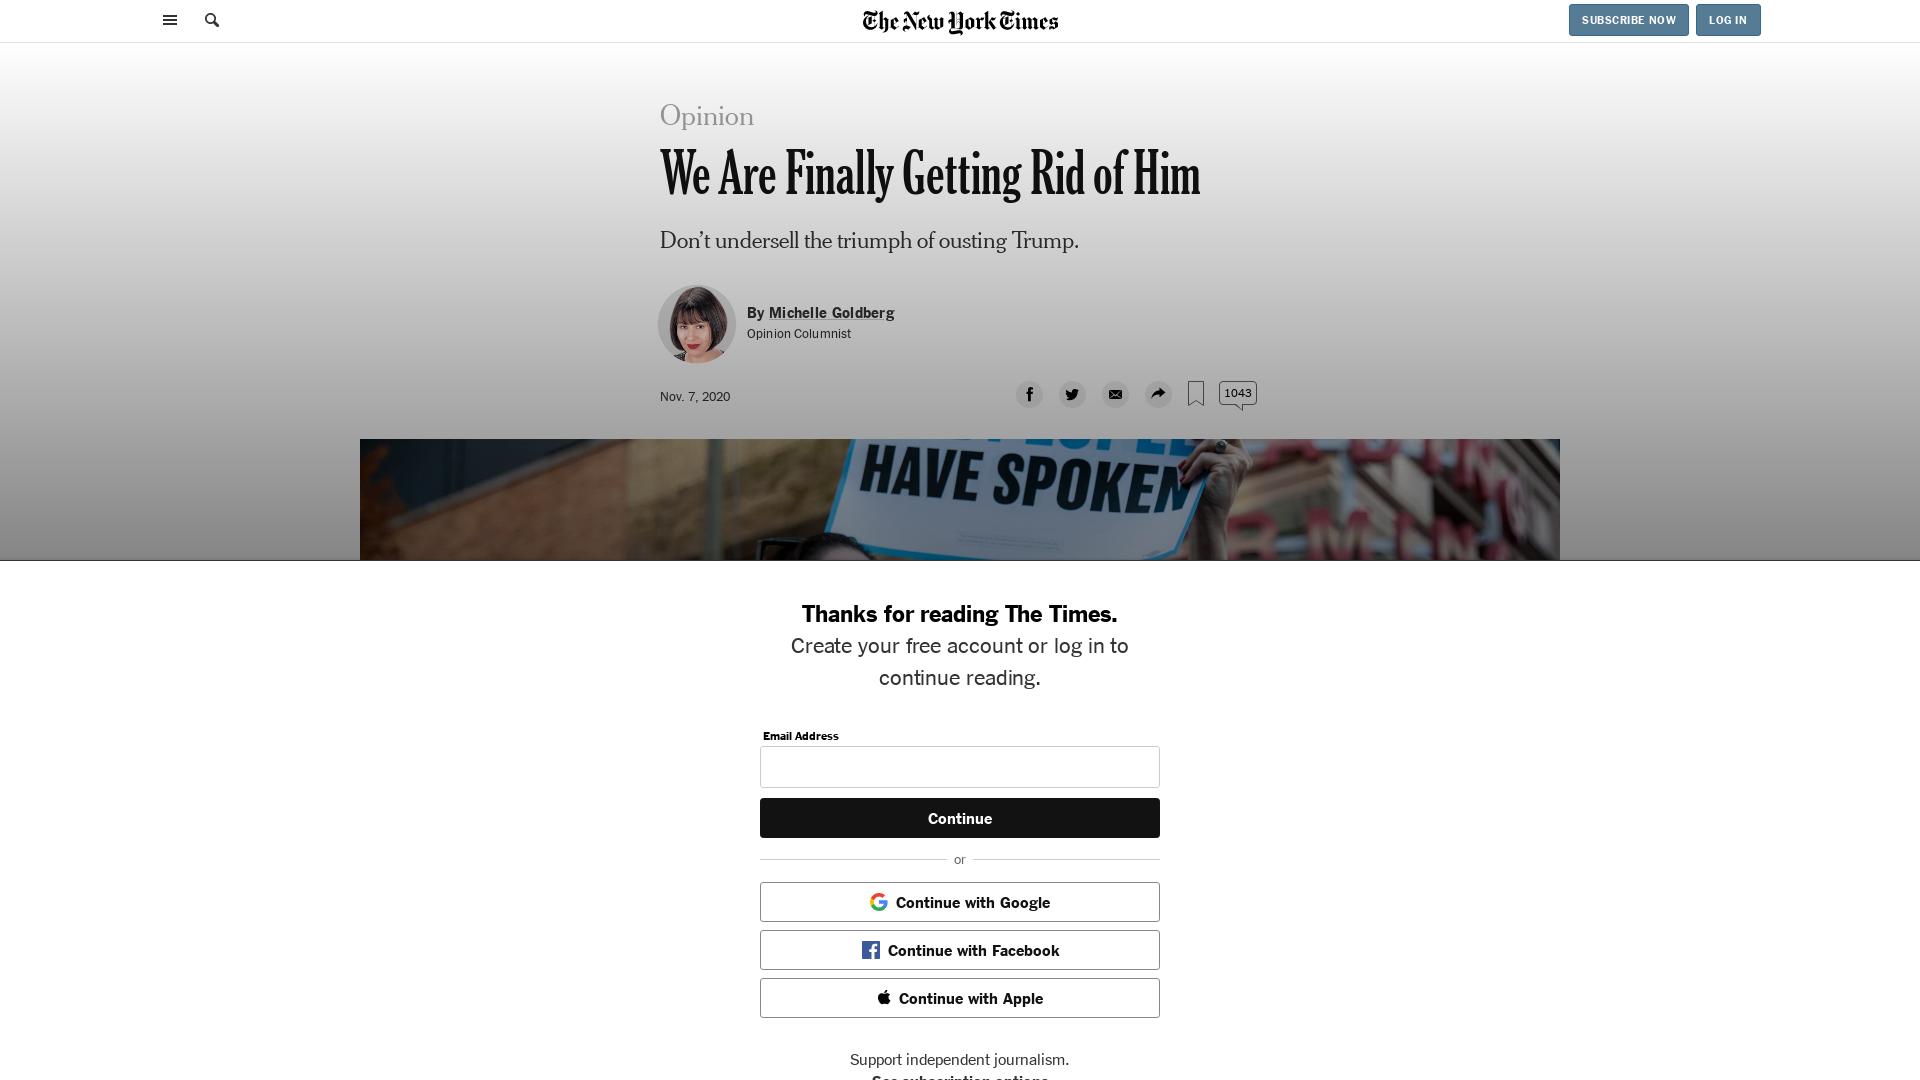 The New York Times
SUBSCRIBE NOW
LOG IN
Opinion
We Are Finally Getting Rid of Him
Don’t undersell the triumph of ousting Trump.
By Michelle Goldberg
Opinion Columnist
Nov. 7, 2020
1043
HAVE SPOKEN
Thanks for reading The Times.
Create your free account or log in to
continue reading.
Email Address
Continue
or
Continue with Google
Continue with Facebook
Continue with Apple
Support independent journalism.
See subscription options